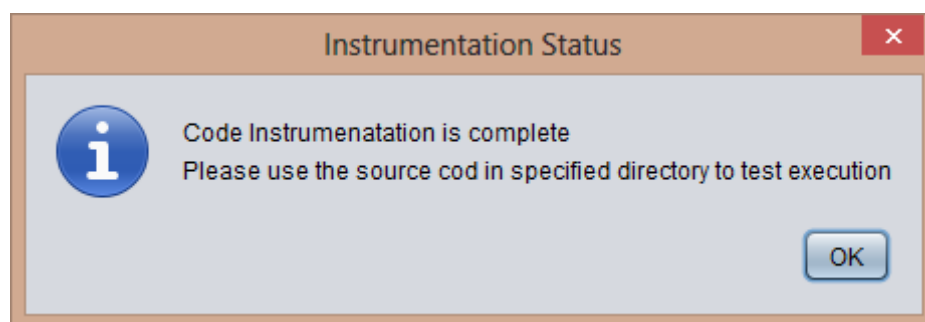 Instrumentation Status
Code Instrumenatation is complete
Please use the source cod in specified directory to test execution
OK